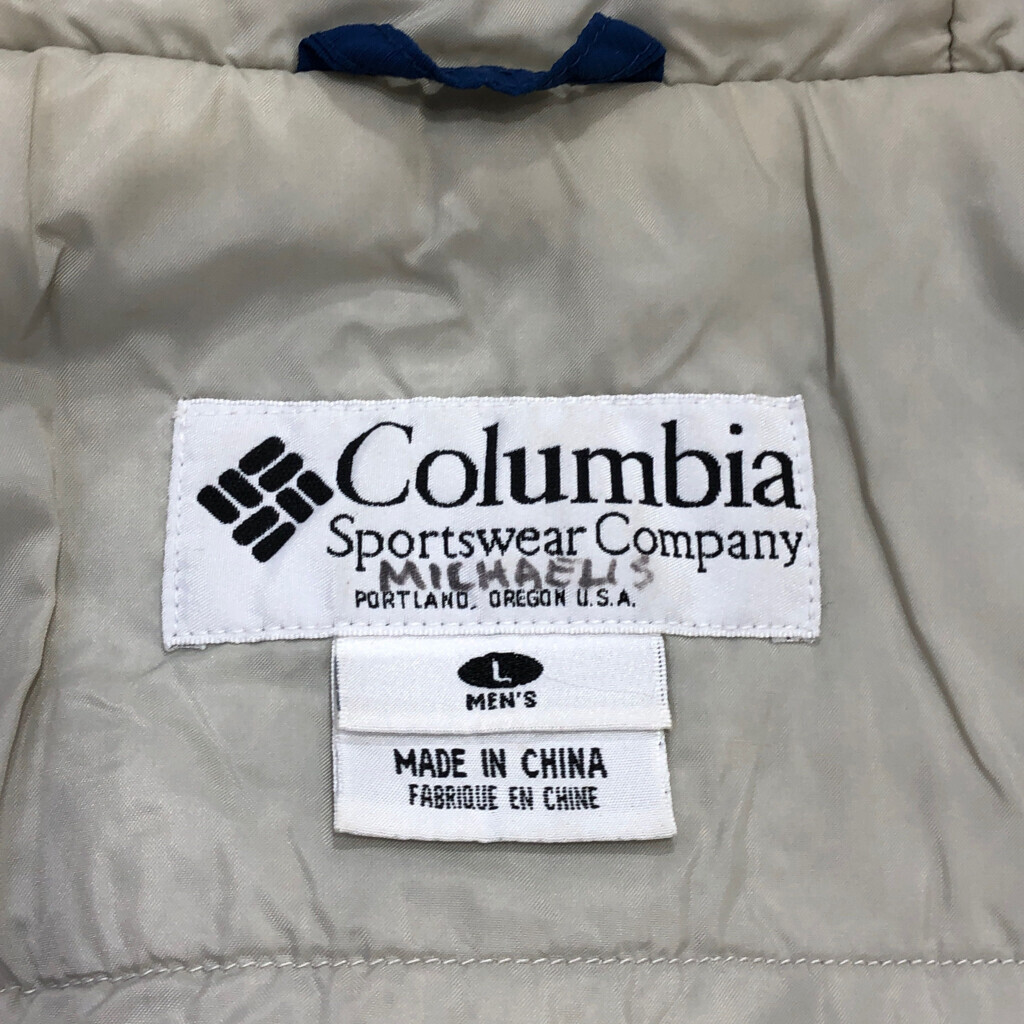 Columbia
Sportswear Company
MICHAELIS
PORTLAND, OREGON U.S.A.
L
MEN'S
MADE IN CHINA
FABRIQUE EN CHINE